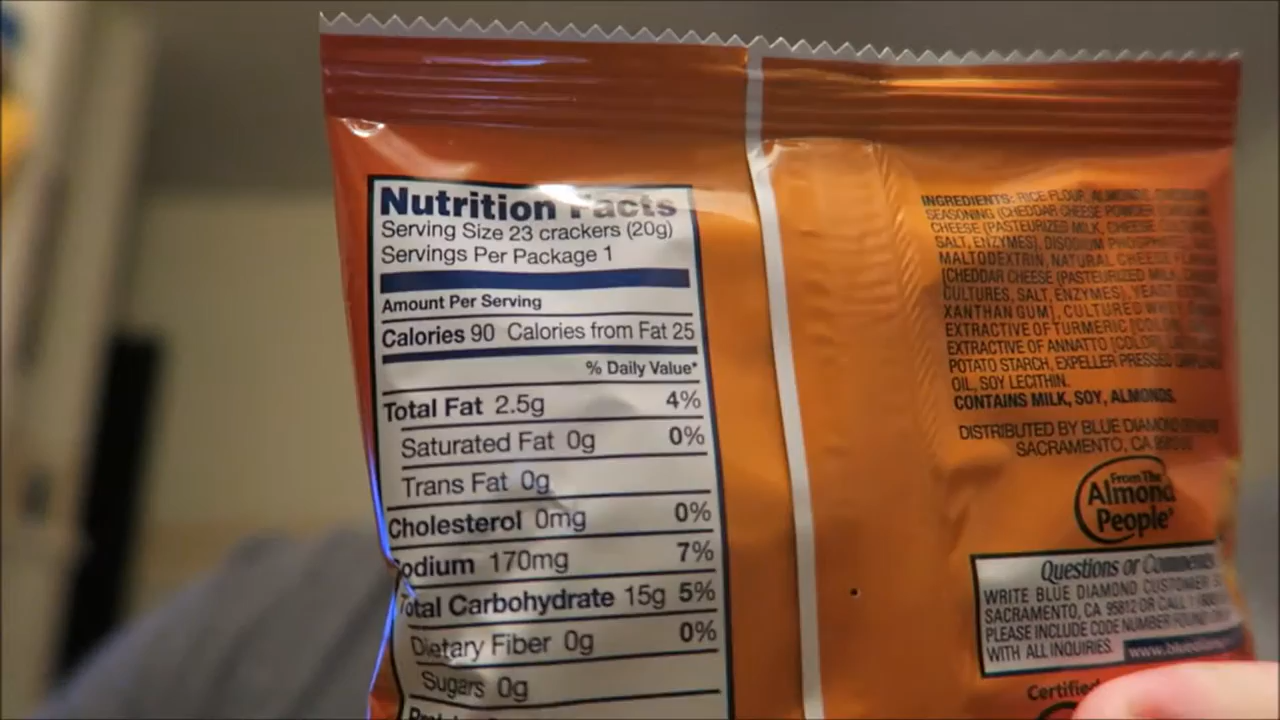 Nutrition Facts
Serving Size 23 crackers (20g)
Servings Per Package 1
Amount Per Serving
Calories 90 Calories from Fat 25
% Daily Value*
Total Fat 2.5g 4%
Saturated Fat 0g 0%
Trans Fat 0g
Cholesterol 0mg 0%
odium 170mg 7%
Total Carbohydrate 15g 5%
Dietary Fiber 0g 0%
Sugars 0g
INGREDIENTS: RICE FLOUR, ALMONDS,
SEASONING (CHEDDAR CHEESE POWDER
CHEESE (PASTEURIZED MILK, CHEESE
SALT, ENZYMES), DISODIUM
MALTODEXTRIN, NATURAL CHEESE
[CHEDDAR CHEESE (PASTEURIZED MILK,
CULTURES, SALT, ENZYMES), YEAST
XANTHAN GUM], CULTURED
EXTRACTIVE OF TURMERIC [COLOR],
EXTRACTIVE OF ANNATTO [COLOR],
POTATO STARCH, EXPELLER PRESSED
OIL, SOY LECITHIN.
CONTAINS MILK, SOY, ALMONDS.
DISTRIBUTED BY BLUE DIAMOND
SACRAMENTO, CA
From The
Almond
People®
Questions or Comments
WRITE BLUE DIAMOND CUSTOMER
SACRAMENTO, CA 95812 OR CALL 1
PLEASE INCLUDE CODE NUMBER FOUND
WITH ALL INQUIRIES.
Certified